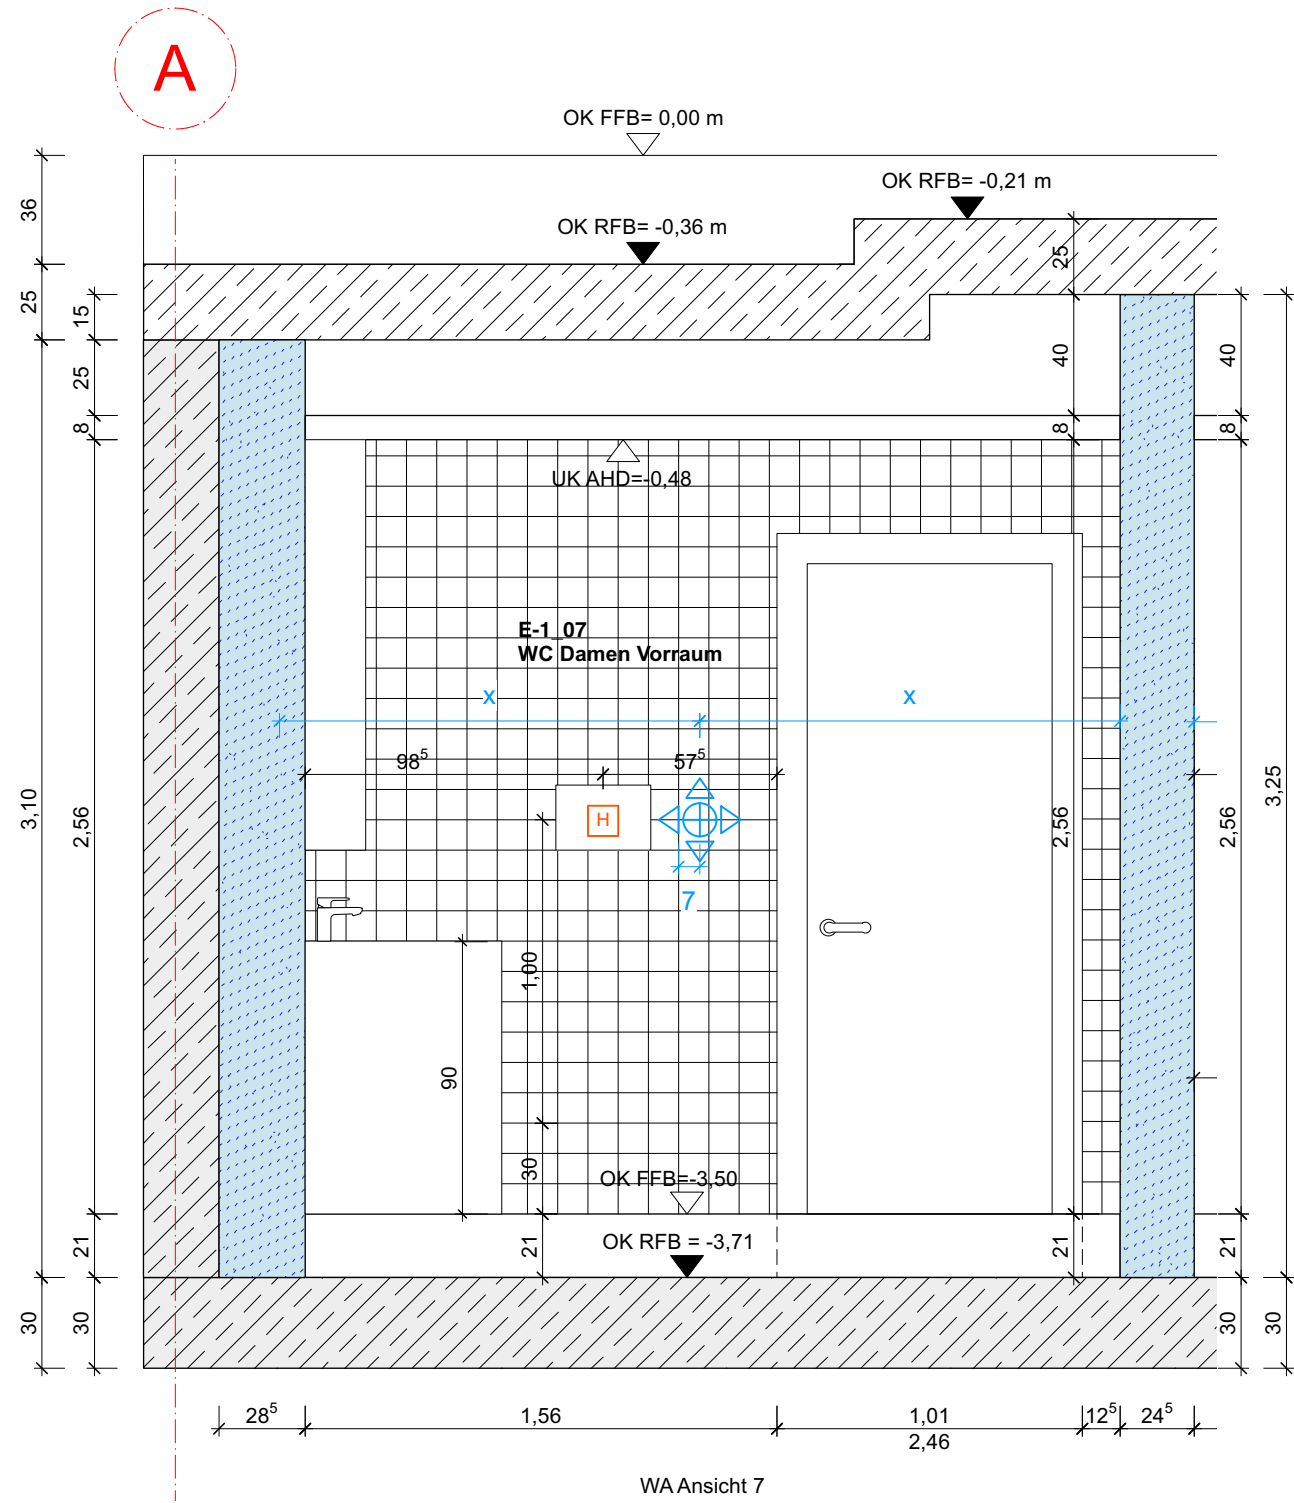 A
OK FFB= 0,00 m
OK RFB= -0,21 m
OK RFB= -0,36 m
36
25
25
15
25
40
40
8
8
8
UK AHD=-0,48
E-1_07
WC Damen Vorraum
x
x
98⁵
57⁵
H
3,10
2,56
2,56
2,56
3,25
7
1,00
90
30
OK FFB=-3,50
21
21
21
21
OK RFB = -3,71
30
30
30
30
28⁵
1,56
1,01
12⁵
24⁵
2,46
WA Ansicht 7